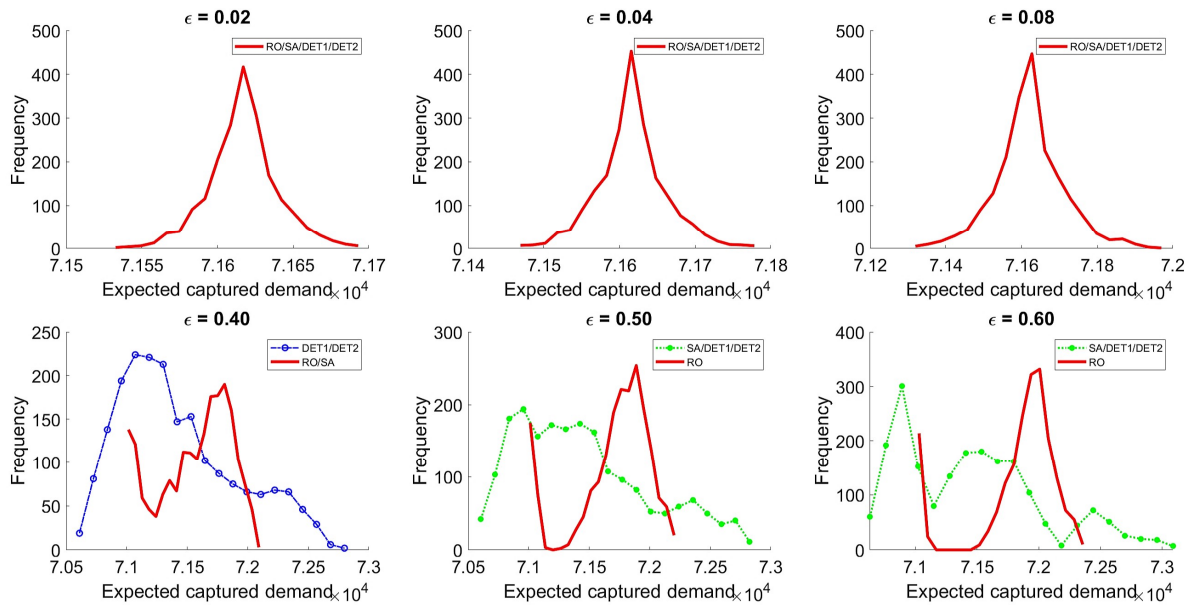 ϵ = 0.02
500
400
300
200
100
0
Frequency
RO/SA/DET1/DET2
7.15 7.155 7.16 7.165 7.17
Expected captured demand ×10^4
ϵ = 0.04
500
400
300
200
100
0
Frequency
RO/SA/DET1/DET2
7.14 7.15 7.16 7.17 7.18
Expected captured demand ×10^4
ϵ = 0.08
500
400
300
200
100
0
Frequency
RO/SA/DET1/DET2
7.12 7.14 7.16 7.18 7.2
Expected captured demand ×10^4
ϵ = 0.40
250
200
150
100
50
0
Frequency
DET1/DET2
RO/SA
7.05 7.1 7.15 7.2 7.25 7.3
Expected captured demand ×10^4
ϵ = 0.50
300
200
100
0
Frequency
SA/DET1/DET2
RO
7.05 7.1 7.15 7.2 7.25 7.3
Expected captured demand ×10^4
ϵ = 0.60
400
300
200
100
0
Frequency
SA/DET1/DET2
RO
7.1 7.2 7.3
Expected captured demand ×10^4